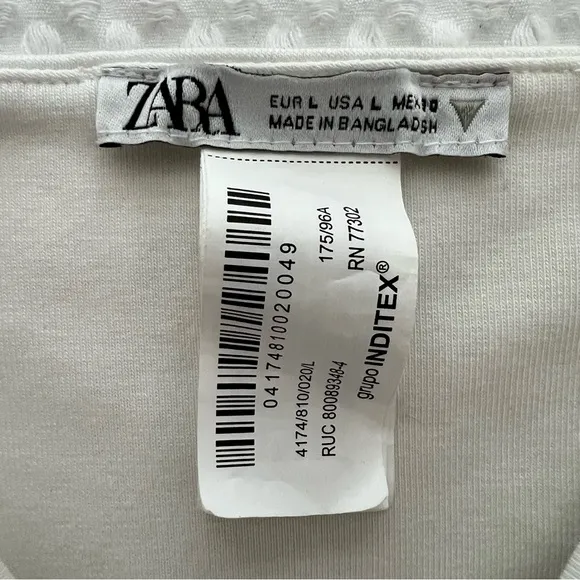 ZARA
EUR L USA L MEX 30
MADE IN BANGLADSH
04174810020049
175/96A
4174/810/020/L
RN 77302
RUC 80089348-4
grupo INDITEX®